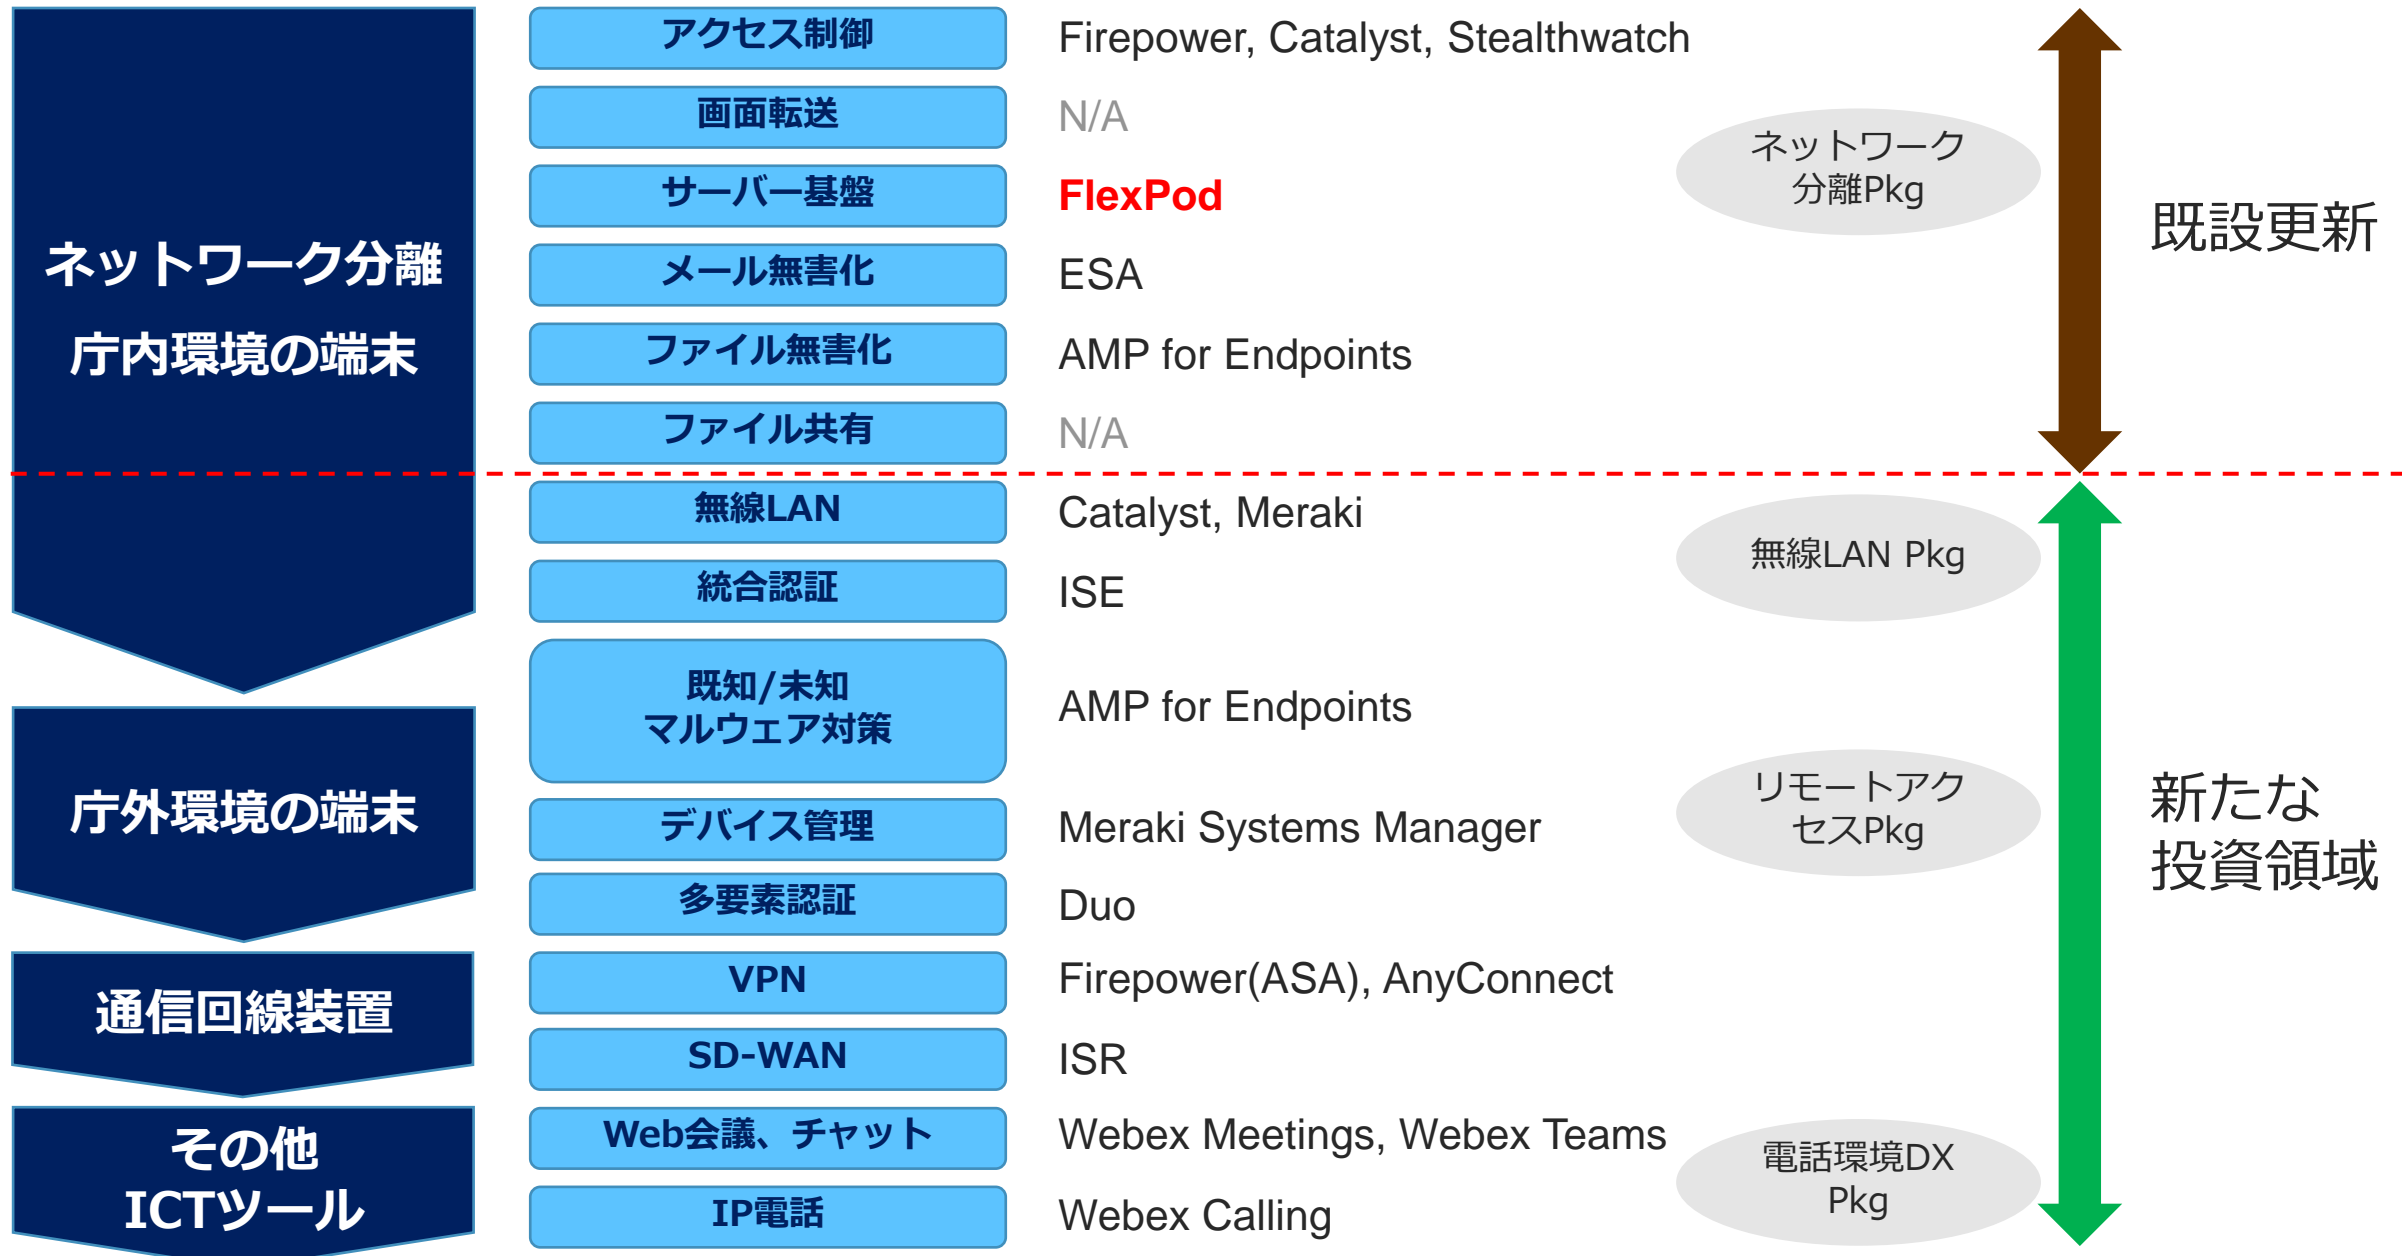 ネットワーク分離
庁内環境の端末
庁外環境の端末
通信回線装置
その他
ICTツール
アクセス制御
Firepower, Catalyst, Stealthwatch
画面転送
N/A
サーバー基盤
FlexPod
メール無害化
ESA
ファイル無害化
AMP for Endpoints
ファイル共有
N/A
無線LAN
Catalyst, Meraki
統合認証
ISE
既知/未知
マルウェア対策
AMP for Endpoints
デバイス管理
Meraki Systems Manager
多要素認証
Duo
VPN
Firepower(ASA), AnyConnect
SD-WAN
ISR
Web会議、チャット
Webex Meetings, Webex Teams
IP電話
Webex Calling
ネットワーク
分離Pkg
無線LAN Pkg
リモートアク
セスPkg
電話環境DX
Pkg
既設更新
新たな
投資領域